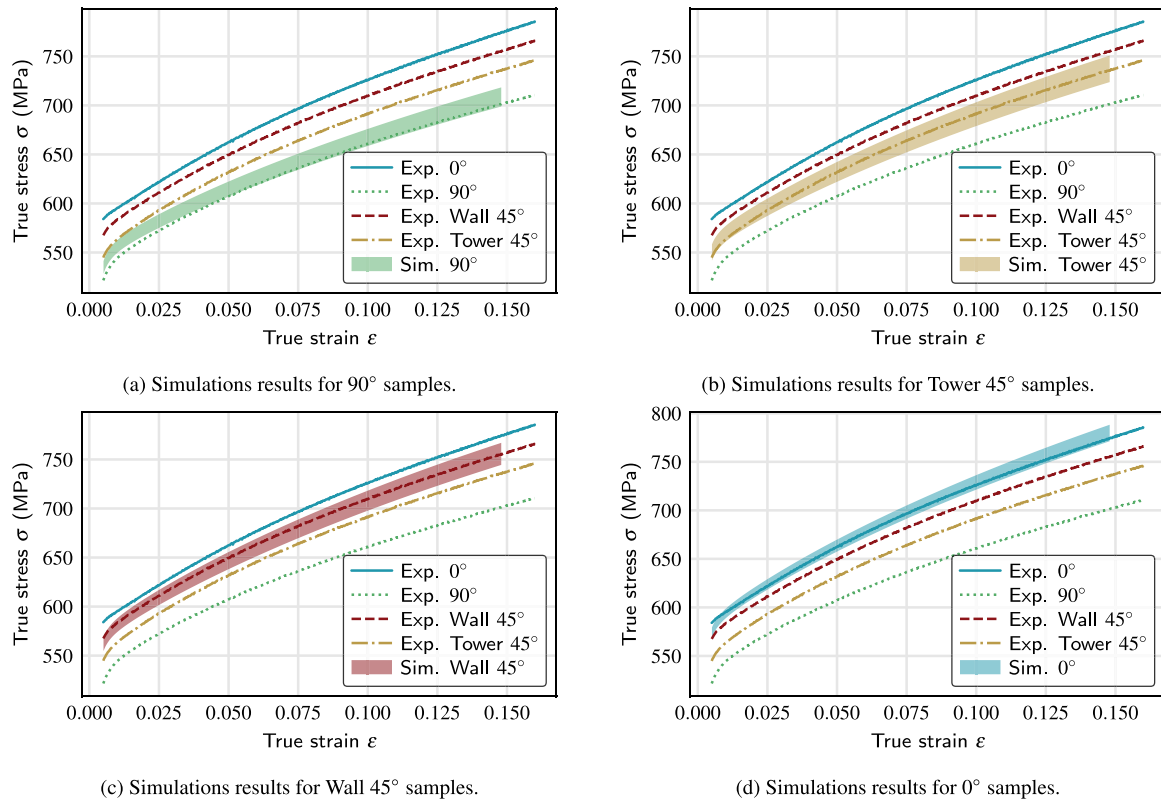 True stress σ (MPa)
750
700
650
600
550
0.000 0.025 0.050 0.075 0.100 0.125 0.150
True strain ε
Exp. 0°
Exp. 90°
Exp. Wall 45°
Exp. Tower 45°
Sim. 90°
(a) Simulations results for 90° samples.
True stress σ (MPa)
750
700
650
600
550
0.000 0.025 0.050 0.075 0.100 0.125 0.150
True strain ε
Exp. 0°
Exp. 90°
Exp. Wall 45°
Exp. Tower 45°
Sim. Tower 45°
(b) Simulations results for Tower 45° samples.
True stress σ (MPa)
750
700
650
600
550
0.000 0.025 0.050 0.075 0.100 0.125 0.150
True strain ε
Exp. 0°
Exp. 90°
Exp. Wall 45°
Exp. Tower 45°
Sim. Wall 45°
(c) Simulations results for Wall 45° samples.
True stress σ (MPa)
800
750
700
650
600
550
0.000 0.025 0.050 0.075 0.100 0.125 0.150
True strain ε
Exp. 0°
Exp. 90°
Exp. Wall 45°
Exp. Tower 45°
Sim. 0°
(d) Simulations results for 0° samples.